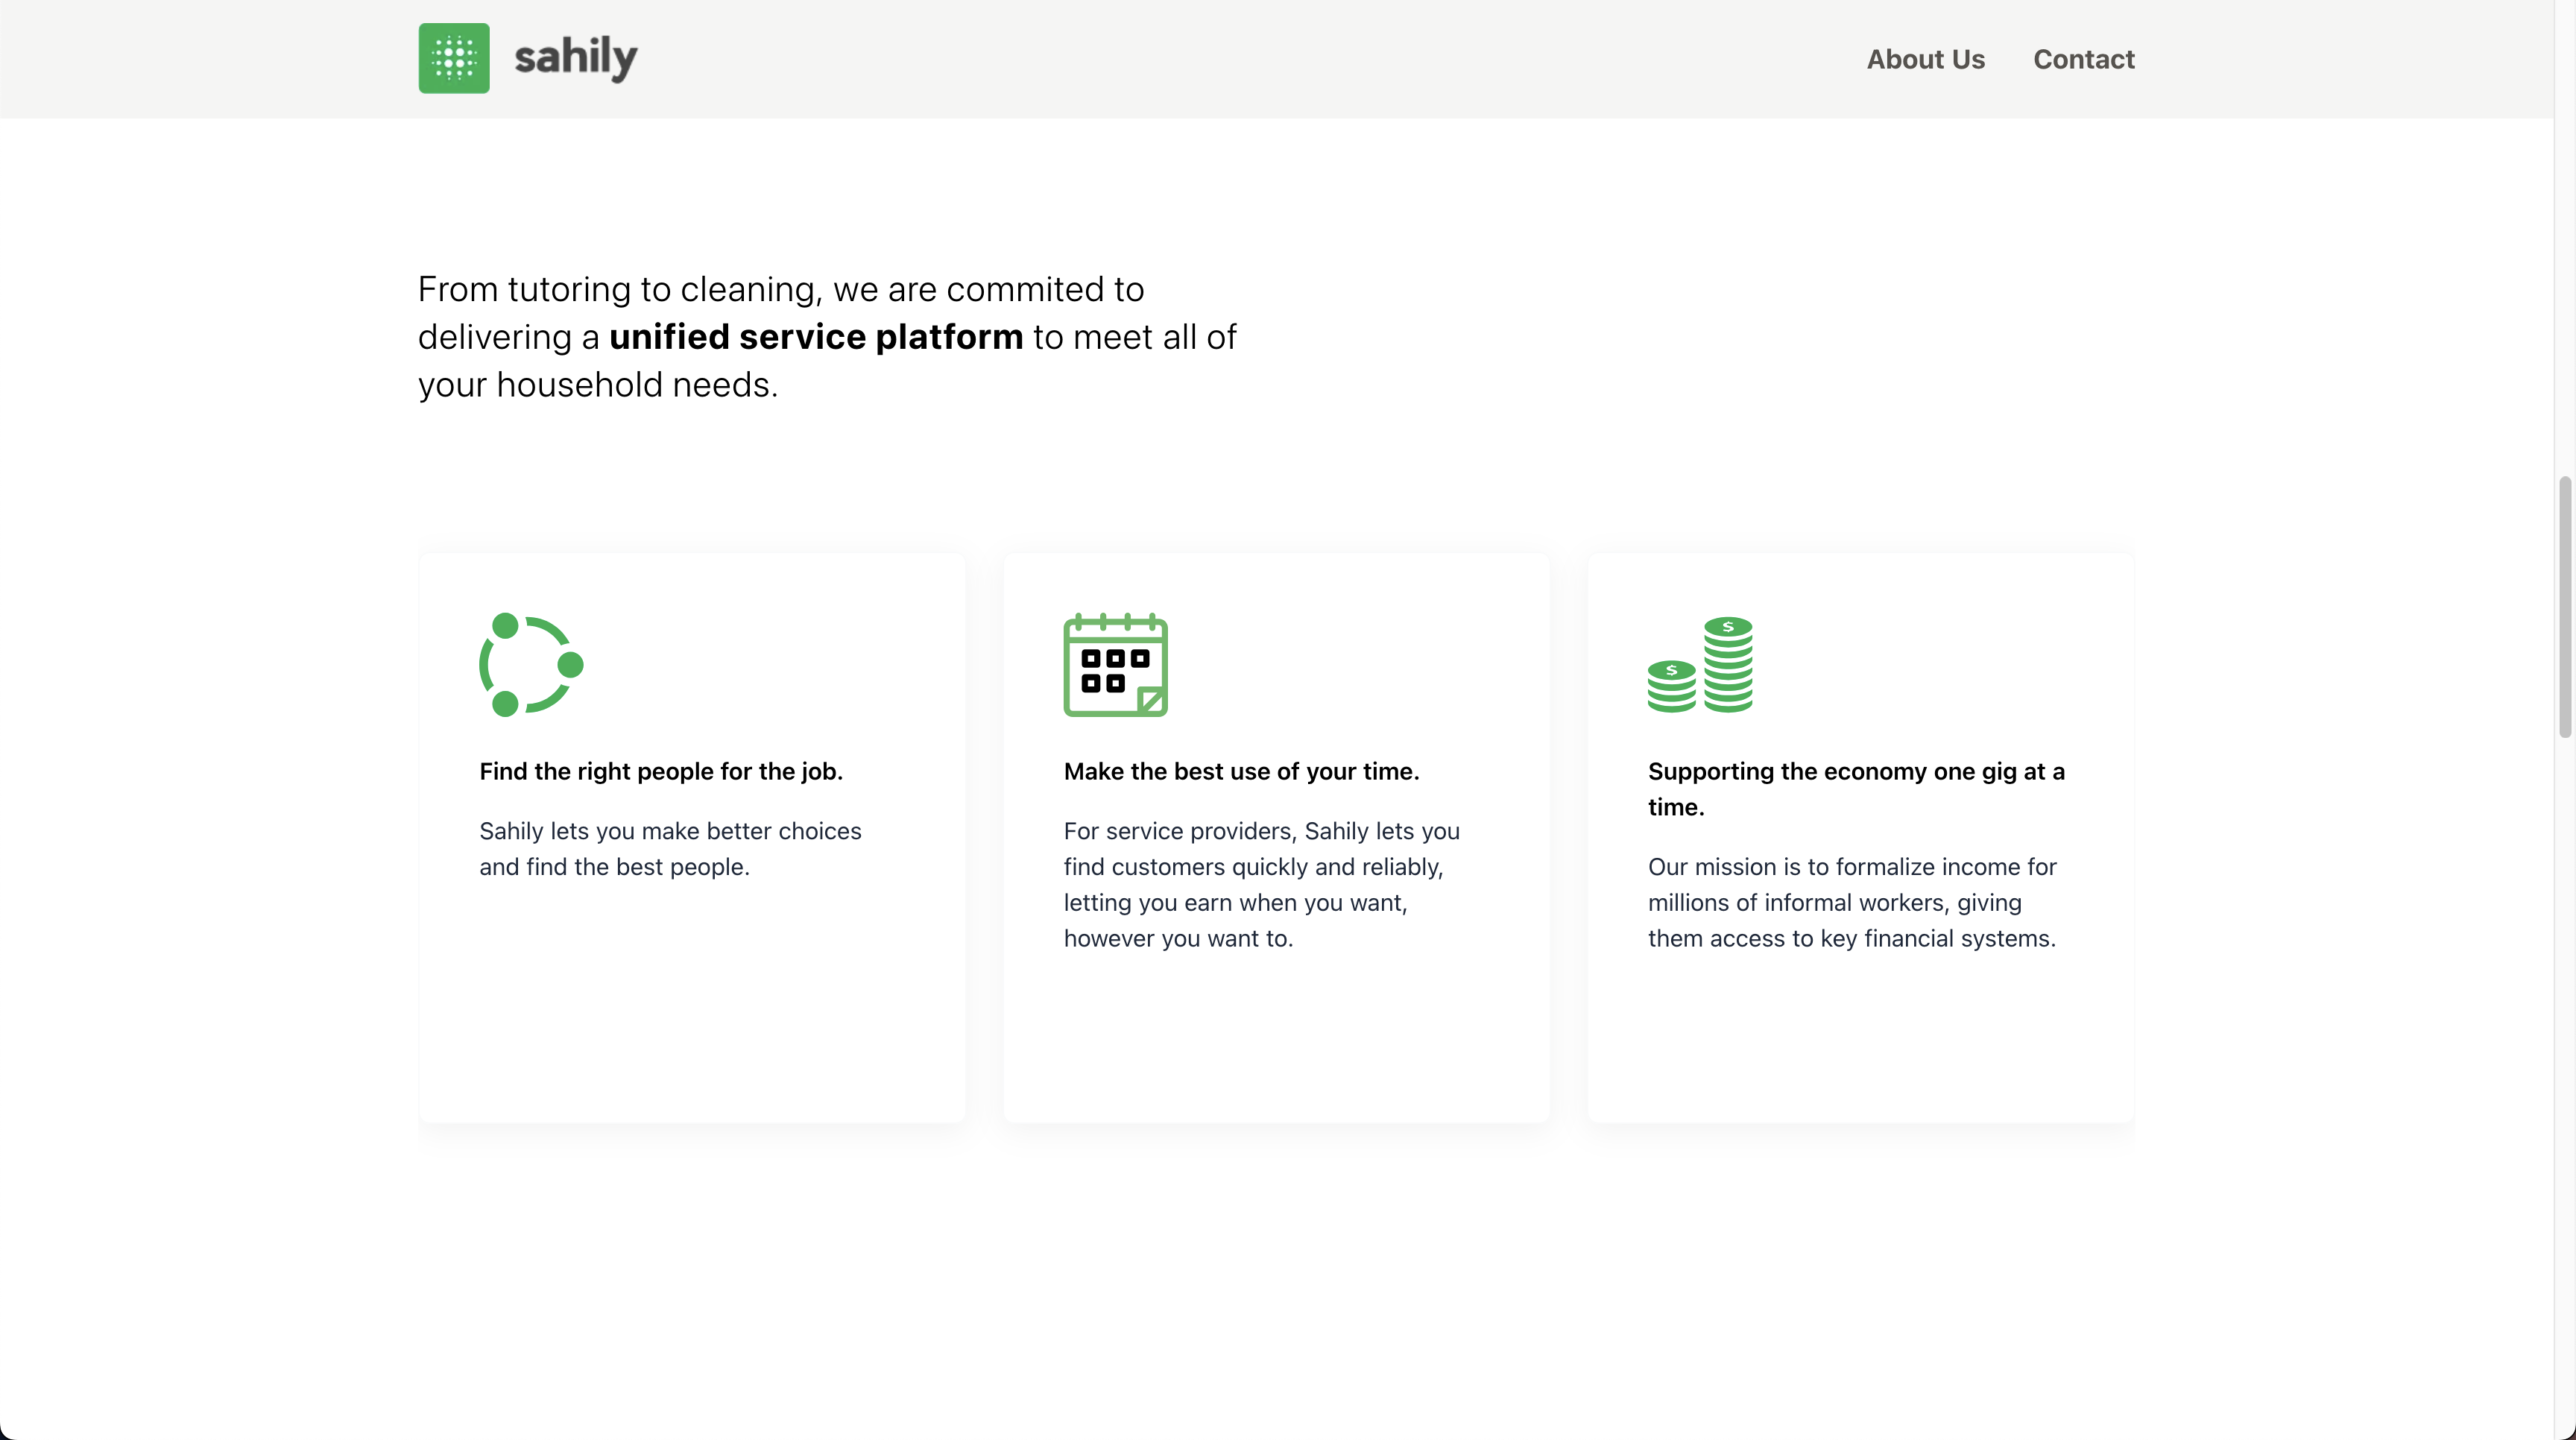 sahily
About Us
Contact
From tutoring to cleaning, we are commited to
delivering a unified service platform to meet all of
your household needs.
$
$
Find the right people for the job.
Sahily lets you make better choices
and find the best people.
Make the best use of your time.
For service providers, Sahily lets you
find customers quickly and reliably,
letting you earn when you want,
however you want to.
Supporting the economy one gig at a
time.
Our mission is to formalize income for
millions of informal workers, giving
them access to key financial systems.